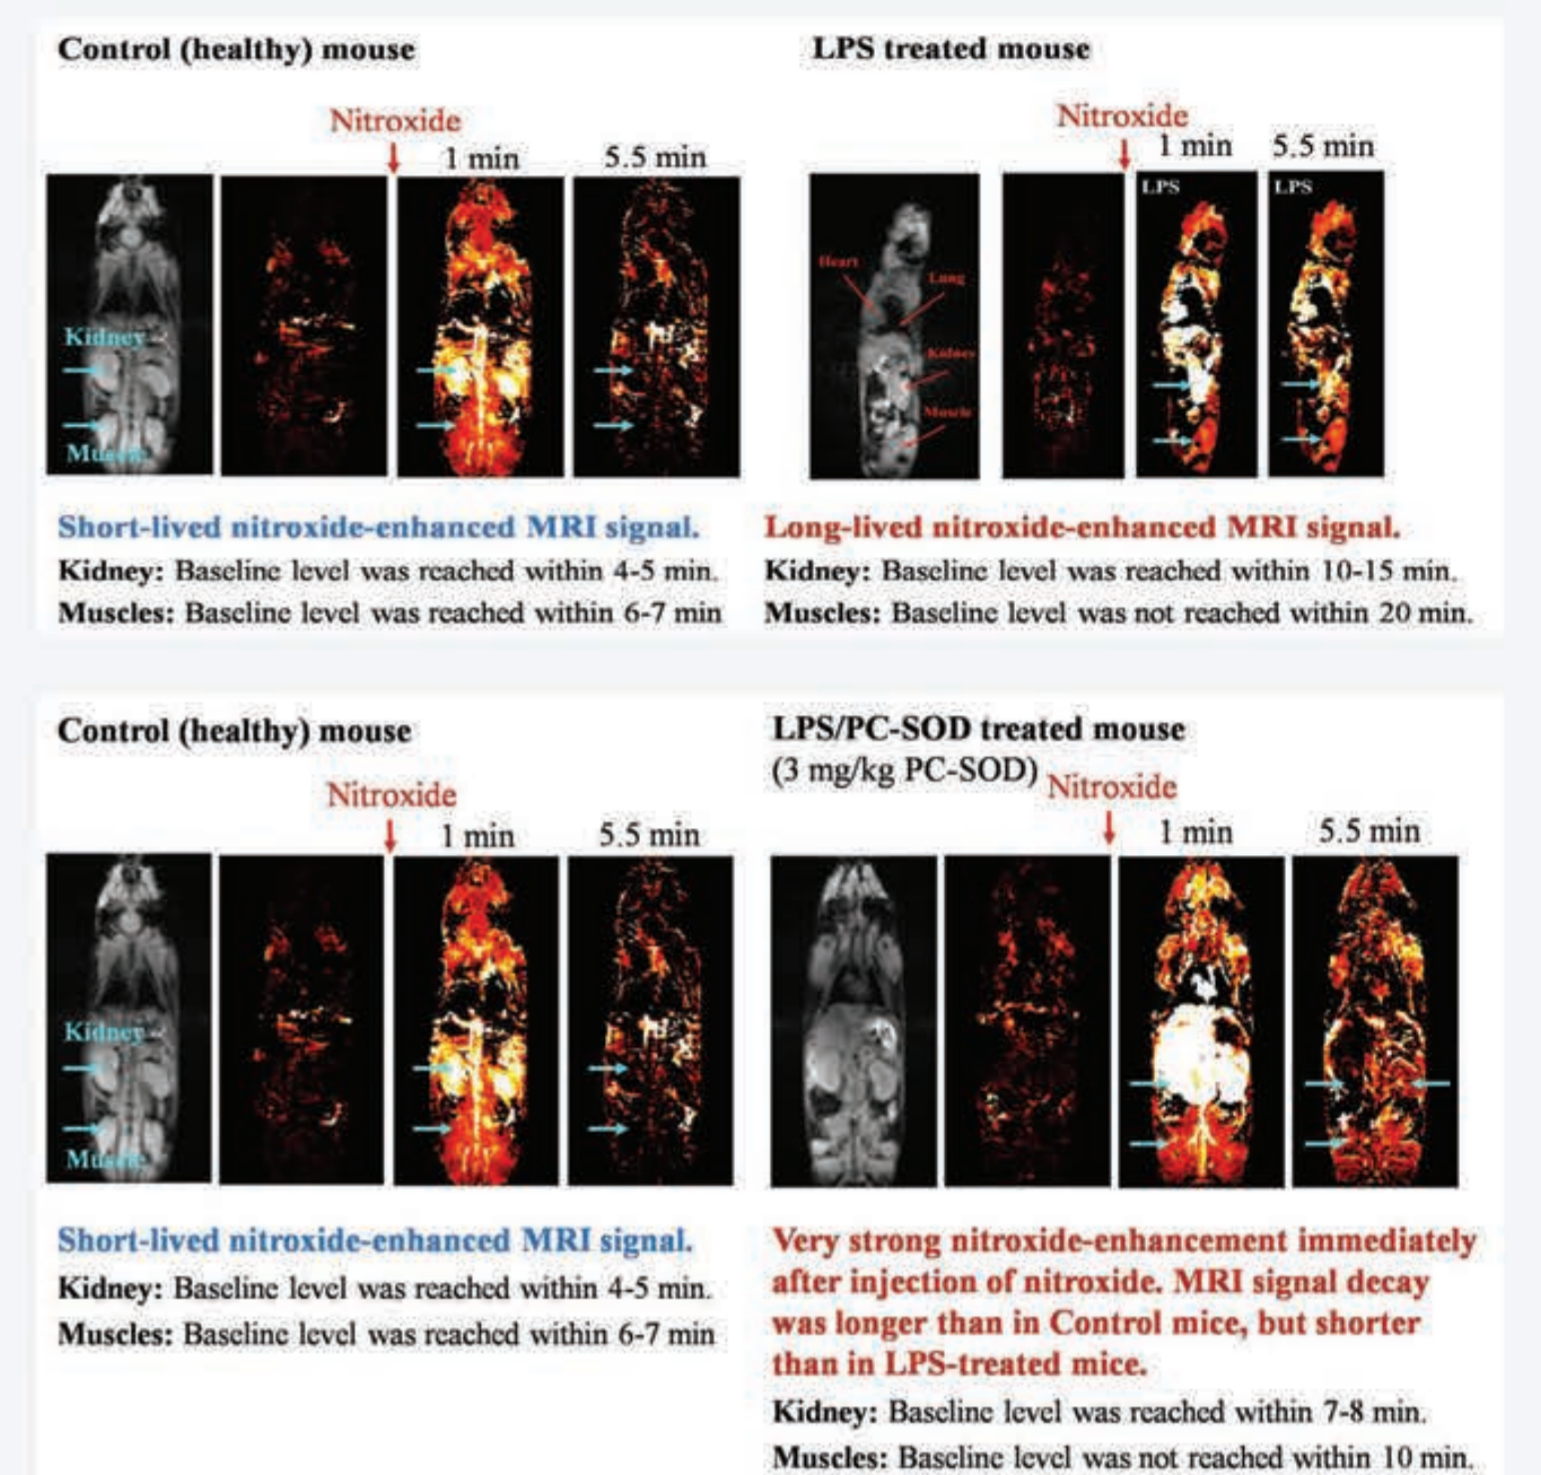 Control (healthy) mouse
Nitroxide
1 min
5.5 min
Kidney
Muscle
Short-lived nitroxide-enhanced MRI signal.
Kidney: Baseline level was reached within 4-5 min.
Muscles: Baseline level was reached within 6-7 min
LPS treated mouse
Nitroxide
1 min
5.5 min
LPS
LPS
Heart
Lung
Kidney
Muscle
Long-lived nitroxide-enhanced MRI signal.
Kidney: Baseline level was reached within 10-15 min.
Muscles: Baseline level was not reached within 20 min.
Control (healthy) mouse
Nitroxide
1 min
5.5 min
Kidney
Muscle
Short-lived nitroxide-enhanced MRI signal.
Kidney: Baseline level was reached within 4-5 min.
Muscles: Baseline level was reached within 6-7 min
LPS/PC-SOD treated mouse
(3 mg/kg PC-SOD)
Nitroxide
1 min
5.5 min
Very strong nitroxide-enhancement immediately
after injection of nitroxide. MRI signal decay
was longer than in Control mice, but shorter
than in LPS-treated mice.
Kidney: Baseline level was reached within 7-8 min.
Muscles: Baseline level was not reached within 10 min.